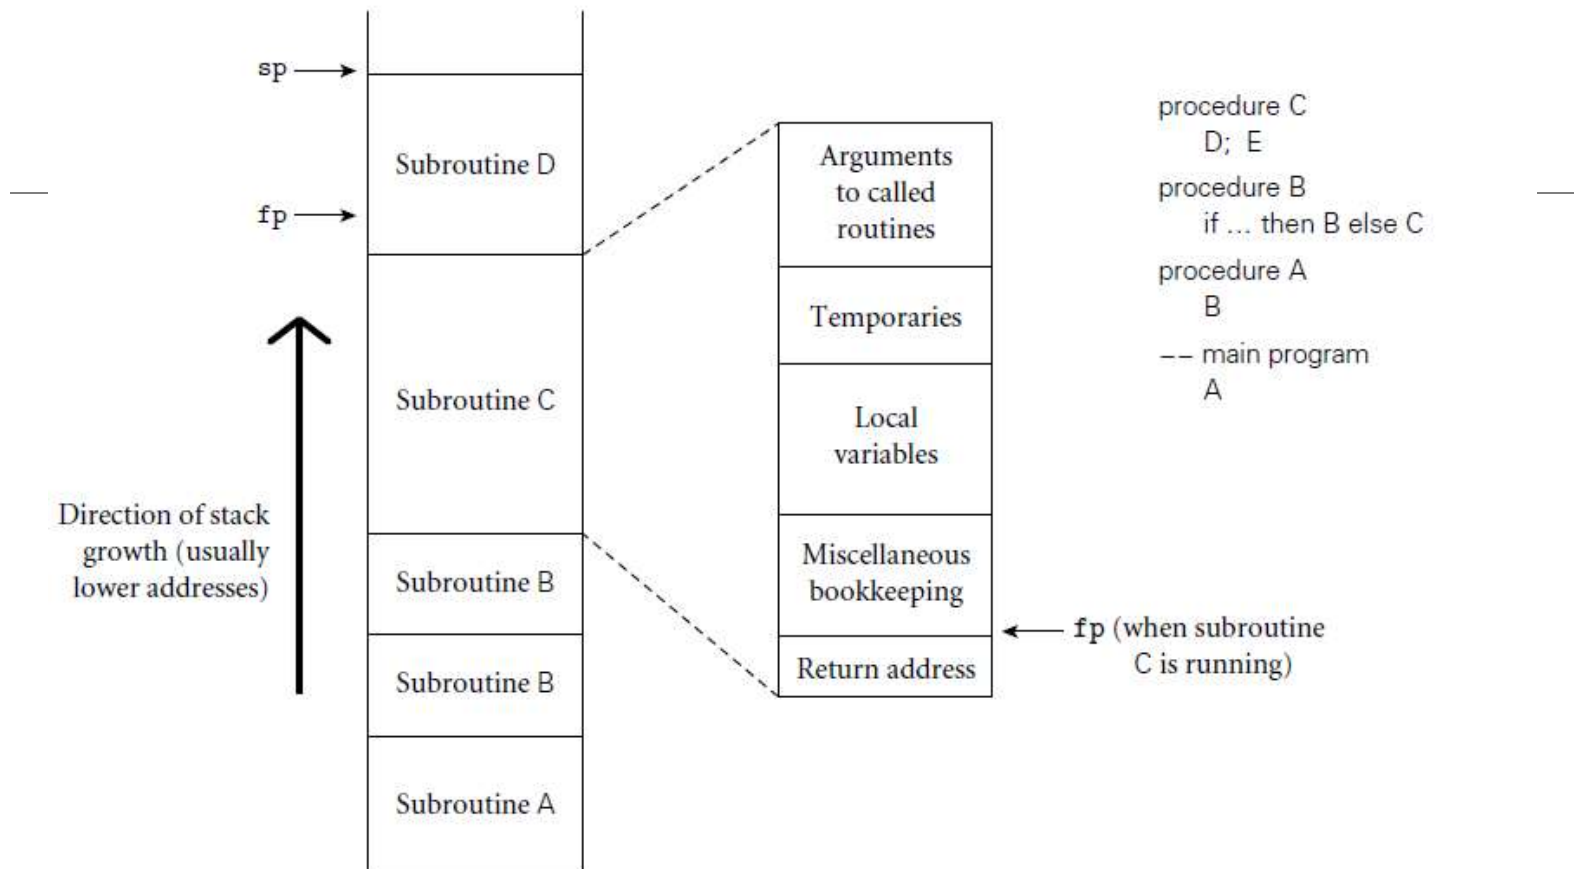 sp
Subroutine D
fp
Subroutine C
Direction of stack
growth (usually
lower addresses)
Subroutine B
Subroutine B
Subroutine A
Arguments
to called
routines
Temporaries
Local
variables
Miscellaneous
bookkeeping
Return address
fp (when subroutine
C is running)
procedure C
D; E
procedure B
if ... then B else C
procedure A
B
-- main program
A